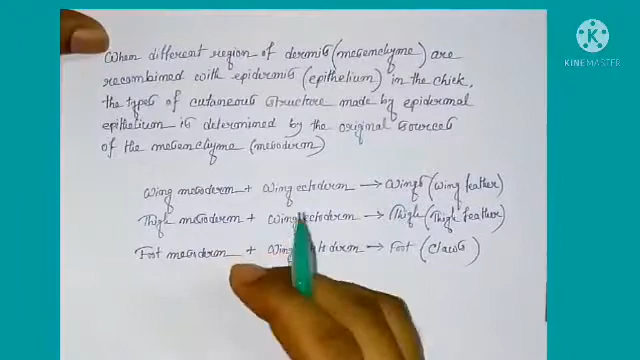 When different region of dermis (mesenchyme) are
recombined with epidermis (epithelium) in the chick,
the types of cutaneous structure made by epidermal
epithelium is determined by the original sources
of the mesenchyme (mesoderm)
Wing mesoderm + wing ectoderm → Wings (wing feather)
Thigh mesoderm + wing ectoderm → Thigh (Thigh feather)
Foot mesoderm + wing → Foot (claws)
KINEMASTER